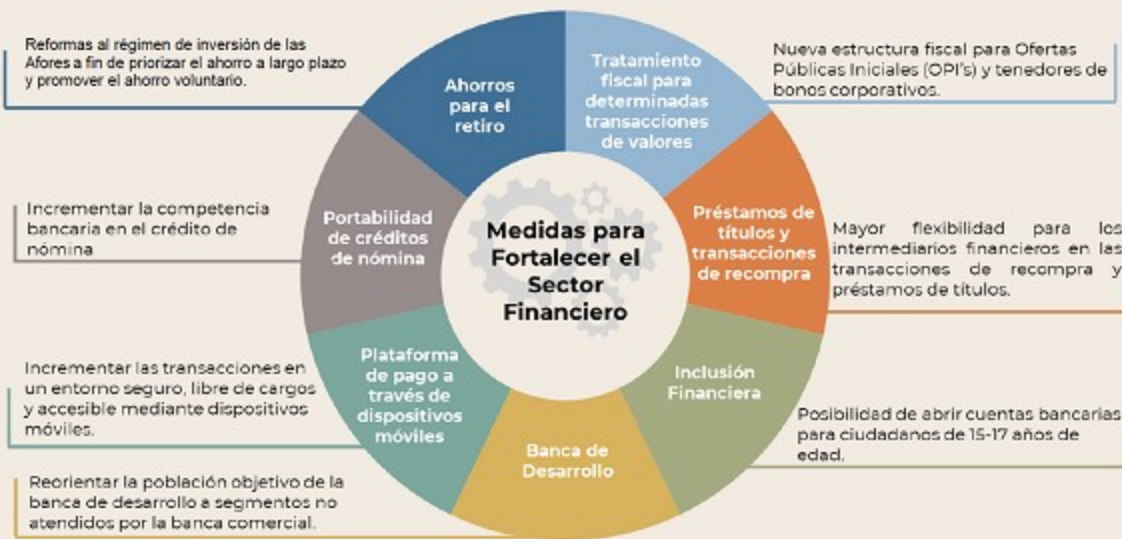 Medidas para
Fortalecer el
Sector
Financiero
Ahorros
para el
retiro
Reformas al régimen de inversión de las
Afores a fin de priorizar el ahorro a largo plazo
y promover el ahorro voluntario.
Tratamiento
fiscal para
determinadas
transacciones
de valores
Nueva estructura fiscal para Ofertas
Públicas Iniciales (OPI's) y tenedores de
bonos corporativos.
Portabilidad
de créditos
de nómina
Incrementar la competencia
bancaria en el crédito de
nómina
Préstamos de
títulos y
transacciones
de recompra
Mayor flexibilidad para los
intermediarios financieros en las
transacciones de recompra y
préstamos de títulos.
Plataforma
de pago a
través de
dispositivos
móviles
Incrementar las transacciones en
un entorno seguro, libre de cargos
y accesible mediante dispositivos
móviles.
Inclusión
Financiera
Posibilidad de abrir cuentas bancarias
para ciudadanos de 15-17 años de
edad.
Banca de
Desarrollo
Reorientar la población objetivo de la
banca de desarrollo a segmentos no
atendidos por la banca comercial.